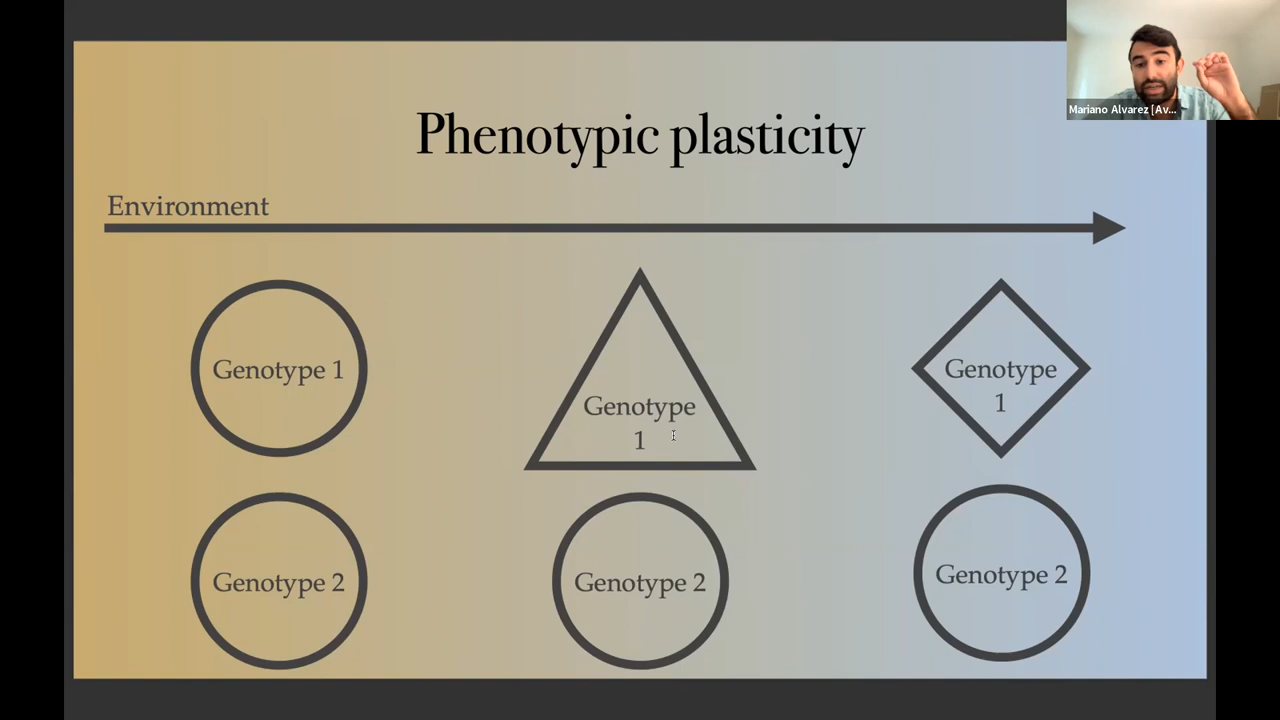 Mariano Alvarez [Av...
Phenotypic plasticity
Environment
Genotype 1
Genotype
1
Genotype
1
Genotype 2
Genotype 2
Genotype 2